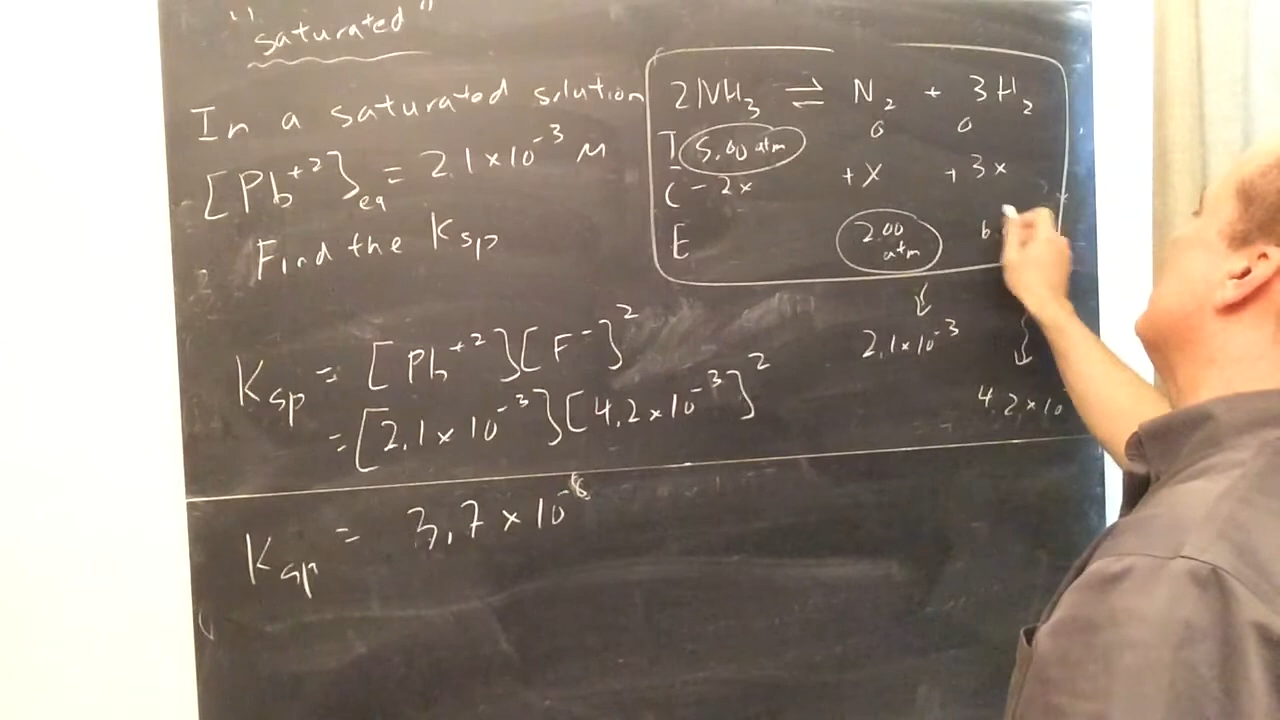 "saturated"
In a saturated solution
[Pb⁺²]eq = 2.1×10⁻³ M
Find the Ksp
Ksp = [Pb⁺²][F⁻]²
= [2.1×10⁻³][4.2×10⁻³]²
Ksp = 3.7×10⁻⁸
2NH₃ ⇌ N₂ + 3H₂
I 5.00 atm 0 0
C -2x +x +3x
E 2.00 atm 6.
2.1×10⁻³
4.2×10